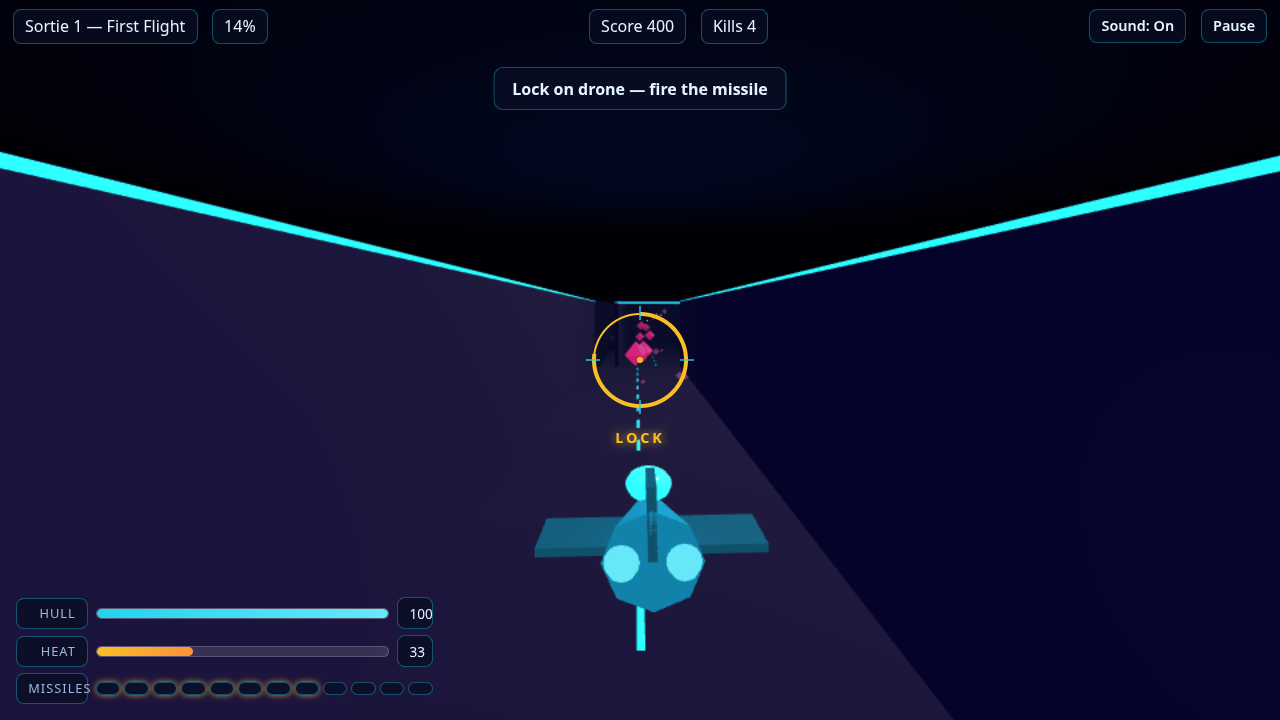 Sortie 1 — First Flight
14%
Score 400
Kills 4
Sound: On
Pause
Lock on drone — fire the missile
LOCK
HULL
100
HEAT
33
MISSILES